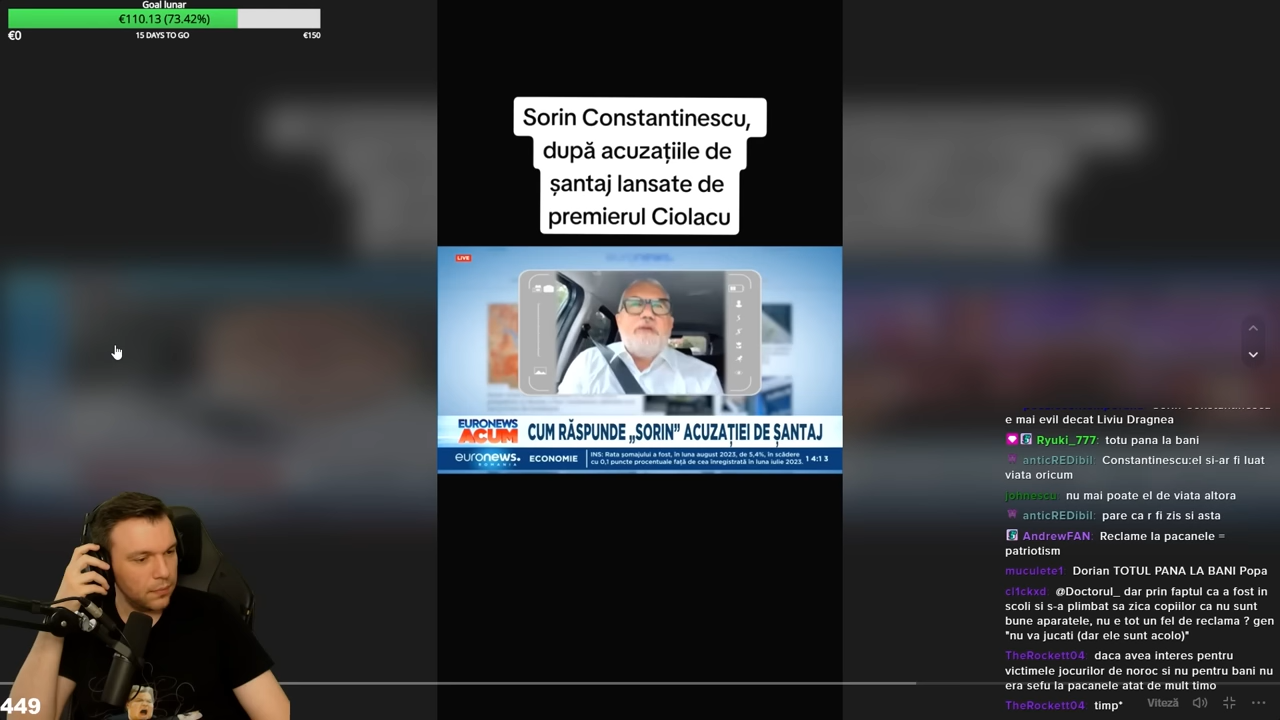 Goal lunar
€110.13 (73.42%)
€0
15 DAYS TO GO
€150
Sorin Constantinescu,
după acuzațiile de
șantaj lansate de
premierul Ciolacu
LIVE
euronews.
EURONEWS
ACUM
CUM RĂSPUNDE „SORIN” ACUZAȚIEI DE ȘANTAJ
euronews.
ROMANIA
ECONOMIE
INS: Rata șomajului a fost, în luna august 2023, de 5,4%, în scădere
cu 0,1 puncte procentuale față de cea înregistrată în luna iulie 2023.
14:13
e mai evil decat Liviu Dragnea
Ryuki_777: totu pana la bani
anticREDibil: Constantinescu:el si-ar fi luat
viata oricum
johnescu: nu mai poate el de viata altora
anticREDibil: pare ca r fi zis si asta
AndrewFAN: Reclame la pacanele =
patriotism
muculete1: Dorian TOTUL PANA LA BANI Popa
cl1ckxd: @Doctorul_ dar prin faptul ca a fost in
scoli si s-a plimbat sa zica copiilor ca nu sunt
bune aparatele, nu e tot un fel de reclama ? gen
"nu va jucati (dar ele sunt acolo)"
TheRockett04: daca avea interes pentru
victimele jocurilor de noroc si nu pentru bani nu
era sefu la pacanele atat de mult timo
TheRockett04: timp*
Viteză
449